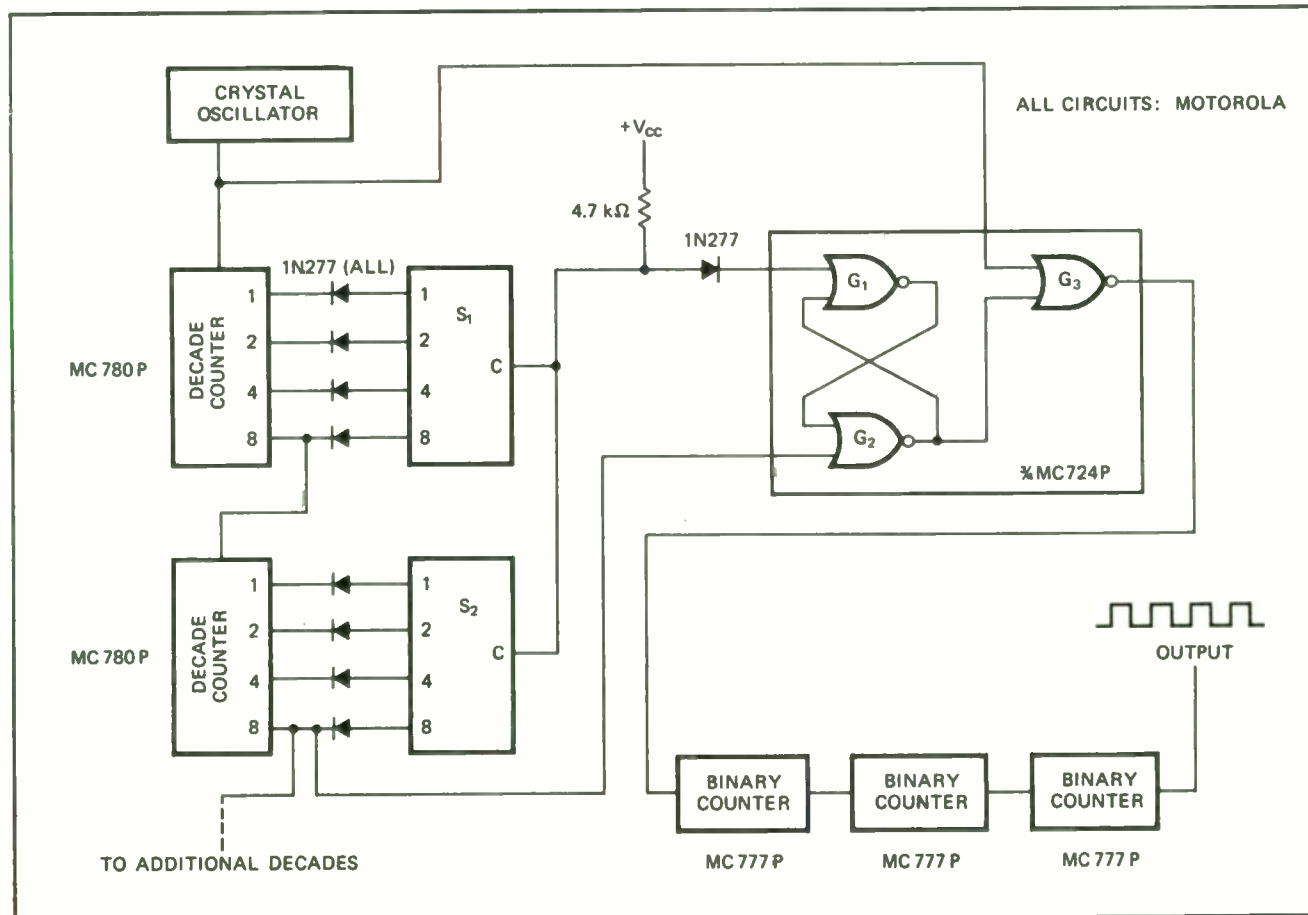 CRYSTAL
OSCILLATOR
ALL CIRCUITS: MOTOROLA
+VCC
4.7 kΩ
1N277
1N277 (ALL)
MC 780 P
DECADE
COUNTER
1
2
4
8
1
2
4
8
S1
C
G1
G2
G3
¾ MC724P
MC 780 P
DECADE
COUNTER
1
2
4
8
1
2
4
8
S2
C
TO ADDITIONAL DECADES
OUTPUT
BINARY
COUNTER
BINARY
COUNTER
BINARY
COUNTER
MC 777 P
MC 777 P
MC 777 P